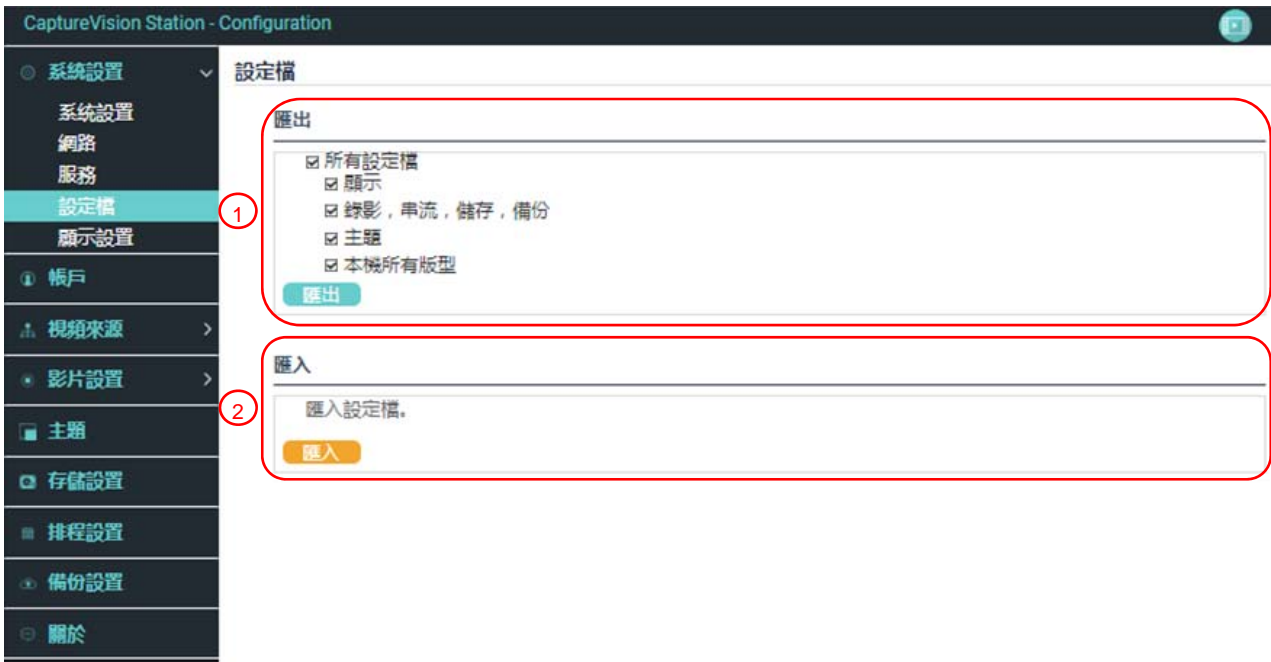 CaptureVision Station - Configuration
系統設置
系统設置
網路
服務
設定檔
顯示設置
帳戶
視頻來源
影片設置
主題
存儲設置
排程設置
備份設置
關於
設定檔
1
匯出
所有設定檔
顯示
錄影，串流，儲存，備份
主題
本機所有版型
匯出
2
匯入
匯入設定檔。
匯入